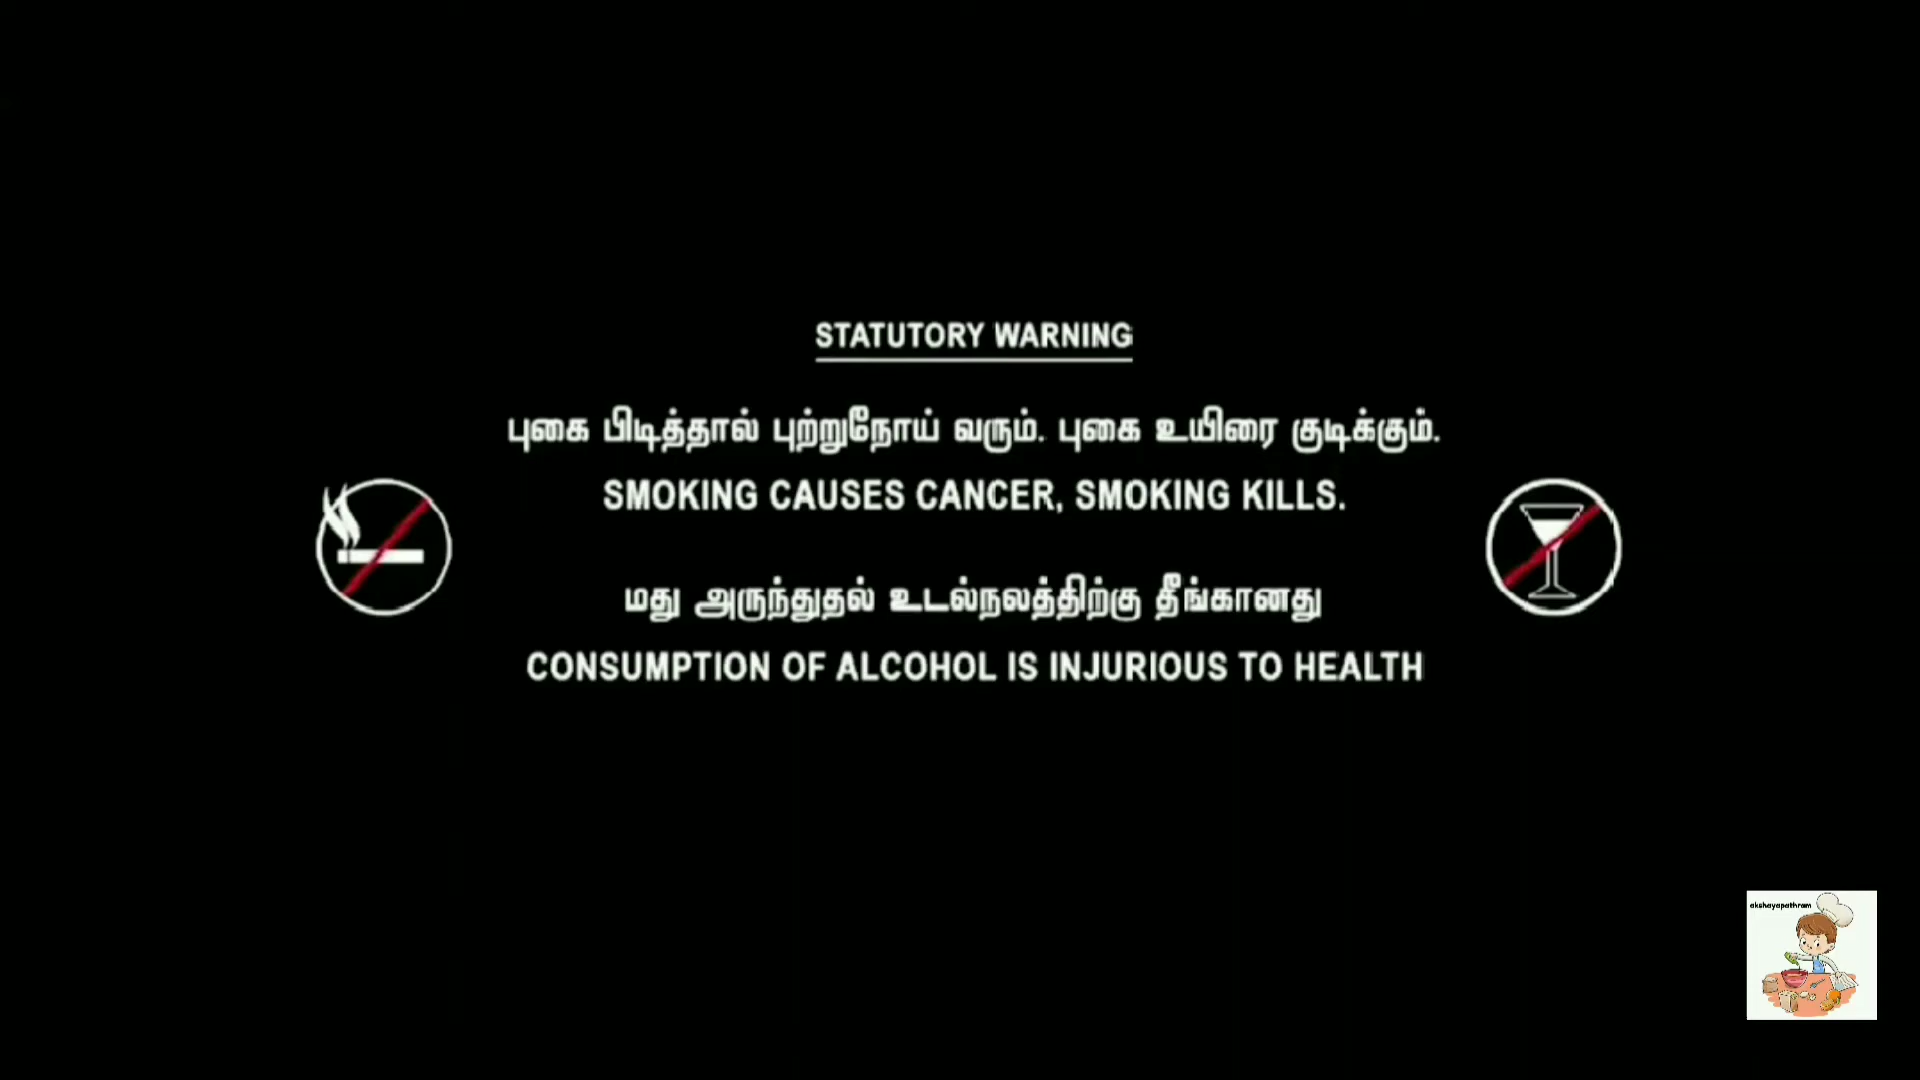 STATUTORY WARNING
புகை பிடித்தால் புற்றுநோய் வரும். புகை உயிரை குடிக்கும்.
SMOKING CAUSES CANCER, SMOKING KILLS.
மது அருந்துதல் உடல்நலத்திற்கு தீங்கானது
CONSUMPTION OF ALCOHOL IS INJURIOUS TO HEALTH
akshayapathram